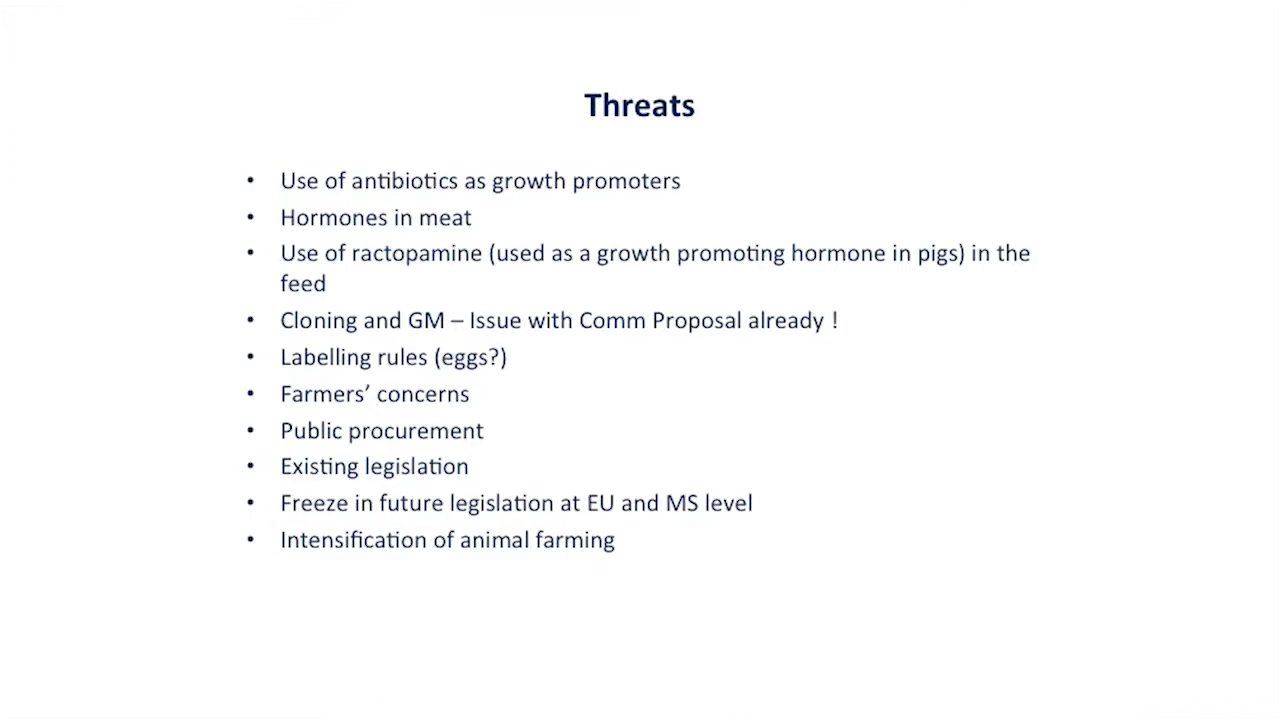 Threats
• Use of antibiotics as growth promoters
• Hormones in meat
• Use of ractopamine (used as a growth promoting hormone in pigs) in the
feed
• Cloning and GM – Issue with Comm Proposal already !
• Labelling rules (eggs?)
• Farmers’ concerns
• Public procurement
• Existing legislation
• Freeze in future legislation at EU and MS level
• Intensification of animal farming